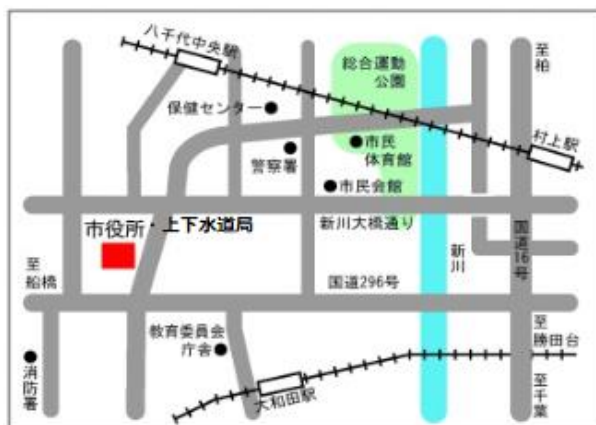 八千代中央駅
総合運動
公園
至柏
保健センター
村上駅
警察署
市民
体育館
市民会館
市役所・上下水道局
新川大橋通り
至
船橋
新川
国道16号
国道296号
教育委員会
庁舎
至
勝田台
消防署
大和田駅
至千葉